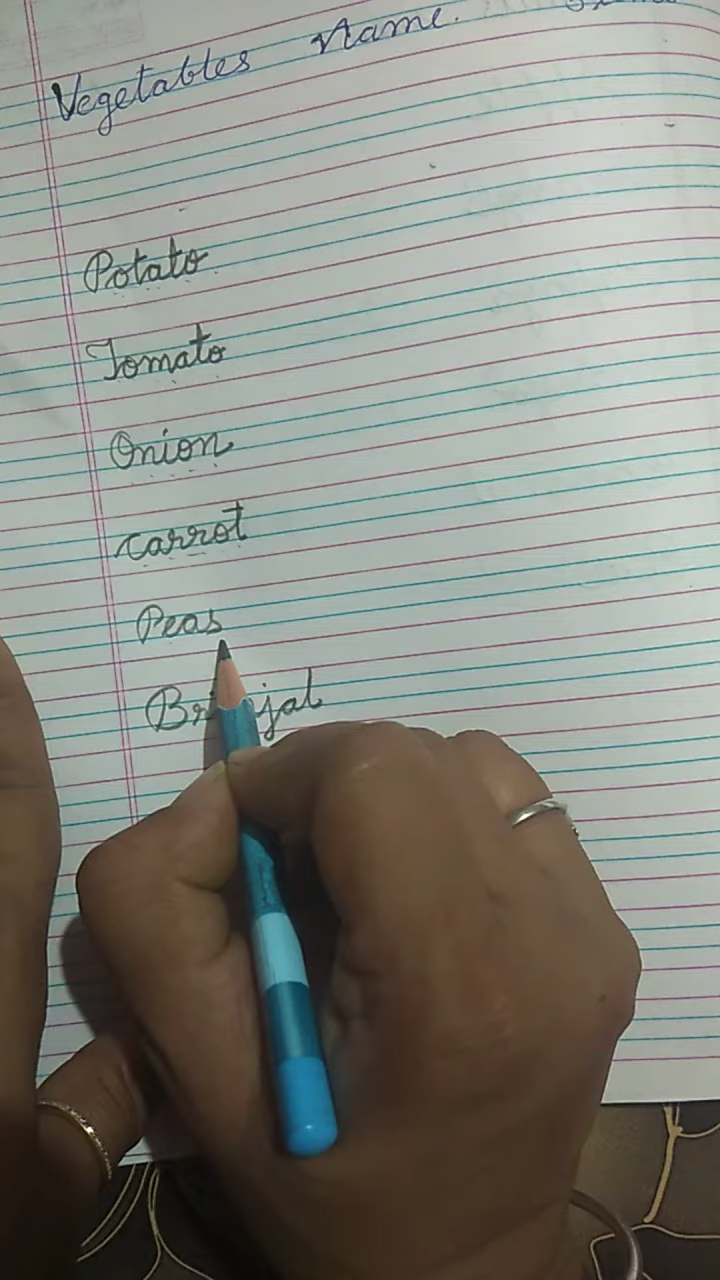 Vegetables Name.
Potato
Tomato
Onion
Carrot
Peas